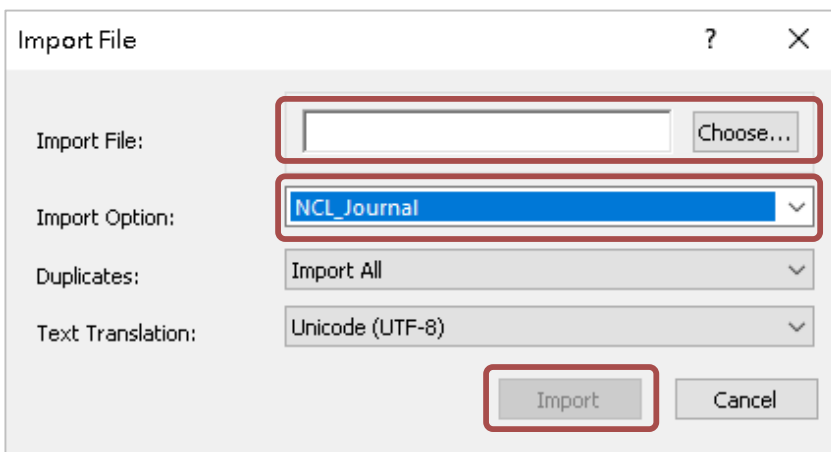 Import File ? ×
Import File: Choose...
Import Option: NCL_Journal
Duplicates: Import All
Text Translation: Unicode (UTF-8)
Import Cancel